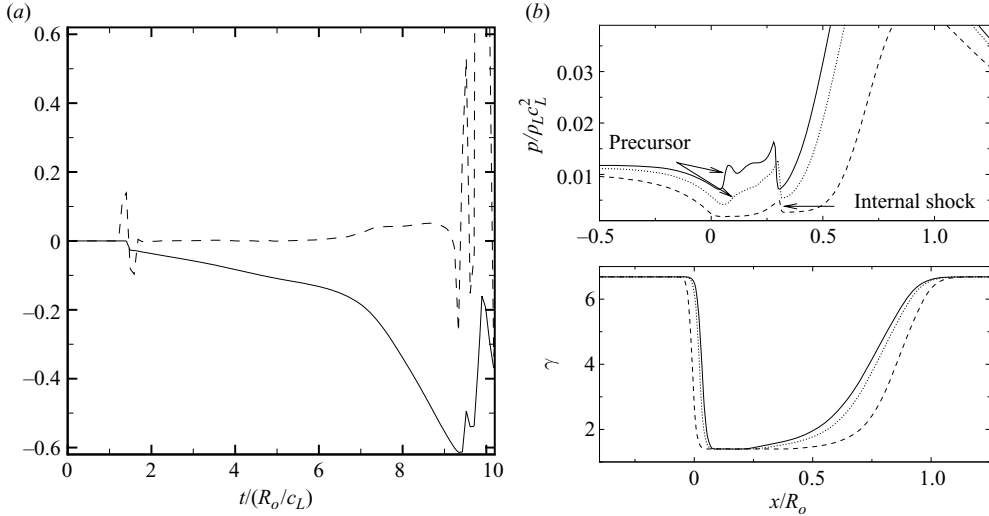 (a)
0.6
0.4
0.2
0
–0.2
–0.4
–0.6
0 2 4 6 8 10
t/(R_o/c_L)
(b)
p/ρ_L c_L^2
0.03
0.02
0.01
Precursor
Internal shock
–0.5 0 0.5 1.0
γ
6
4
2
0 0.5 1.0
x/R_o